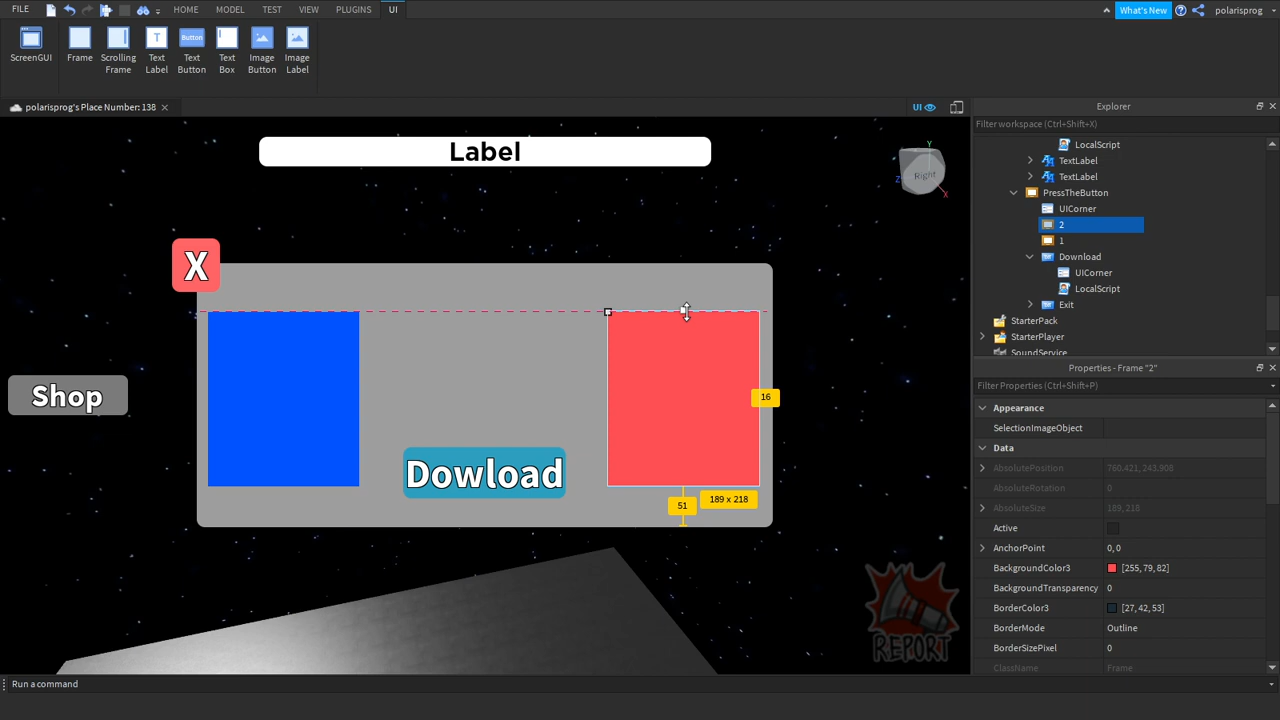 FILE HOME MODEL TEST VIEW PLUGINS UI What's New polarisprog
ScreenGUI Frame Scrolling Frame T Text Label Button Text Button Text Box Image Button Image Label
polarisprog's Place Number: 138
UI
Explorer
Filter workspace (Ctrl+Shift+X)
LocalScript
TextLabel
TextLabel
PressTheButton
UICorner
2
1
Download
UICorner
LocalScript
Exit
StarterPack
StarterPlayer
SoundService
Label
Y
Z
Right
X
X
Shop
Dowload
16
51
189 x 218
REPORT
Properties - Frame "2"
Filter Properties (Ctrl+Shift+P)
Appearance
SelectionImageObject
Data
AbsolutePosition 760.421, 243.908
AbsoluteRotation 0
AbsoluteSize 189, 218
Active
AnchorPoint 0, 0
BackgroundColor3 [255, 79, 82]
BackgroundTransparency 0
BorderColor3 [27, 42, 53]
BorderMode Outline
BorderSizePixel 0
ClassName Frame
Run a command